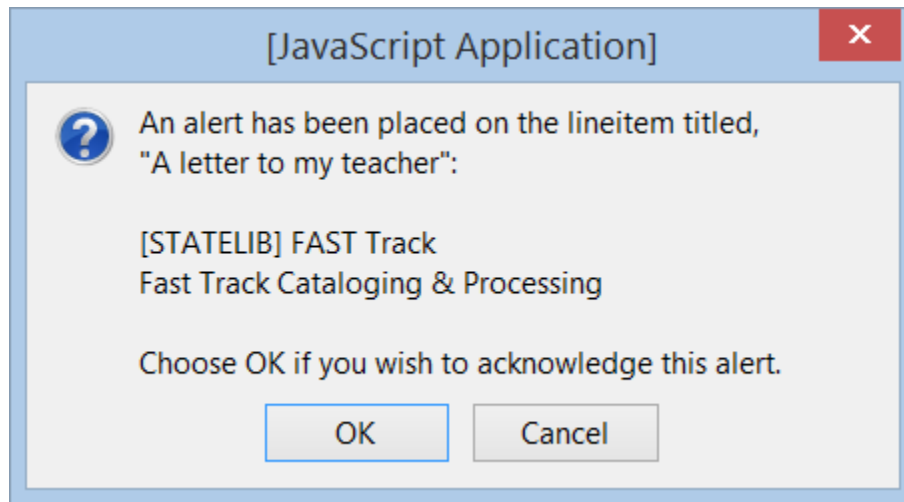 [JavaScript Application]
x
An alert has been placed on the lineitem titled,
"A letter to my teacher":
[STATELIB] FAST Track
Fast Track Cataloging & Processing
Choose OK if you wish to acknowledge this alert.
OK
Cancel